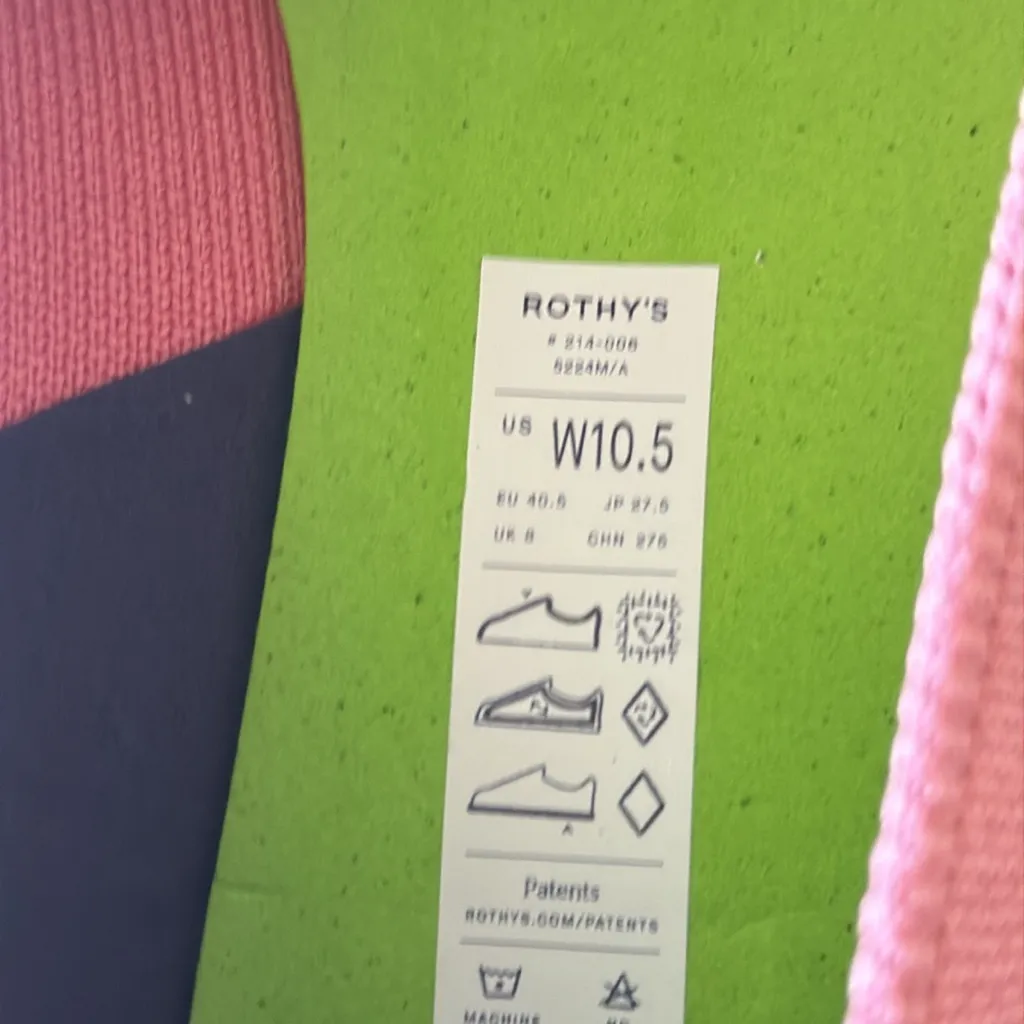 ROTHY'S
# 214-006
5224M/A
US W10.5
EU 40.5 JP 27.5
UK 8 CHN 275
Patents
ROTHYS.COM/PATENTS
MACHINE